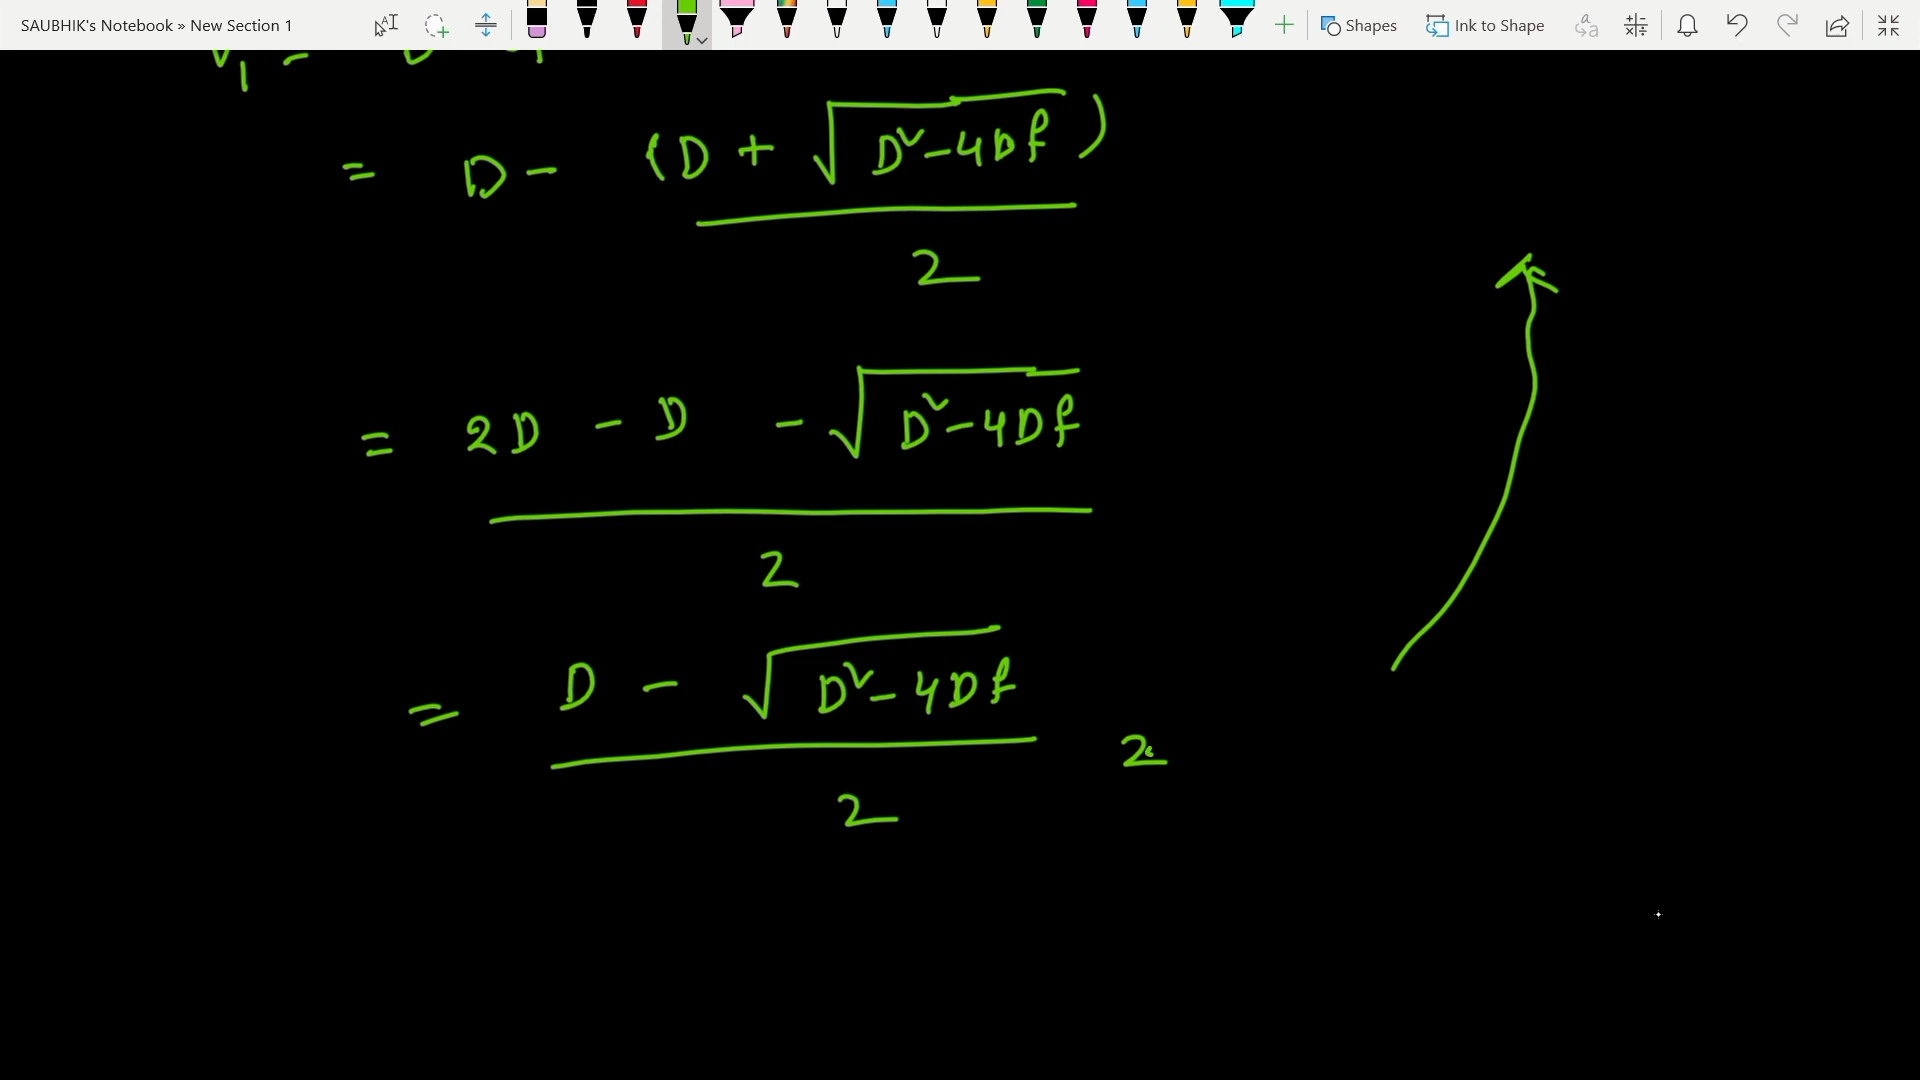 SAUBHIK's Notebook » New Section 1 Shapes Ink to Shape
= D - (D + √(D² - 4Df))
2
= 2D - D - √(D² - 4Df)
2
= D - √(D² - 4Df)
2
2